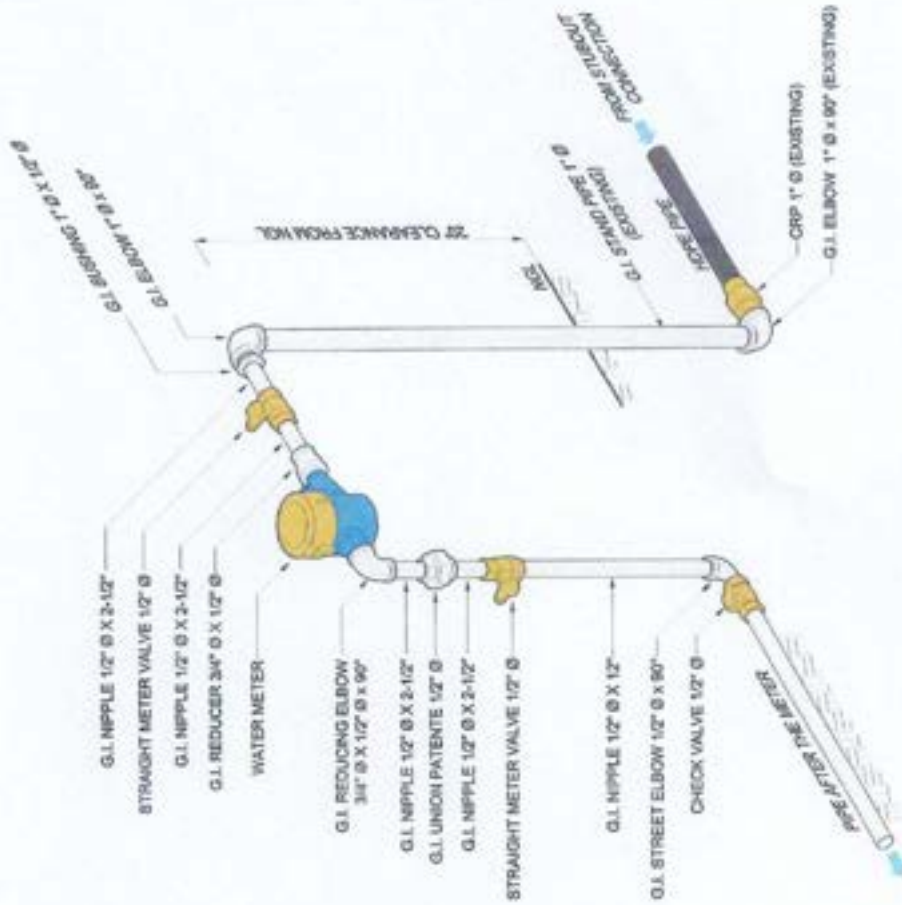 G.I. BUSHING 1" Ø X 1/2" Ø
G.I. ELBOW 1" Ø x 90°
G.I. NIPPLE 1/2" Ø X 2-1/2"
STRAIGHT METER VALVE 1/2" Ø
G.I. NIPPLE 1/2" Ø X 2-1/2"
G.I. REDUCER 3/4" Ø X 1/2" Ø
WATER METER
G.I. REDUCING ELBOW
3/4" Ø X 1/2" Ø x 90°
G.I. NIPPLE 1/2" Ø X 2-1/2"
G.I. UNION PATENTE 1/2" Ø
G.I. NIPPLE 1/2" Ø X 2-1/2"
STRAIGHT METER VALVE 1/2" Ø
G.I. NIPPLE 1/2" Ø X 12"
G.I. STREET ELBOW 1/2" Ø x 90°
CHECK VALVE 1/2" Ø
PIPE AFTER THE METER
CLEARANCE FROM NGL
NGL
G.I. STAND PIPE 1" Ø
(EXISTING)
HDPE PIPE
FROM STUBOUT
CONNECTION
CRP 1" Ø (EXISTING)
G.I. ELBOW 1" Ø x 90° (EXISTING)